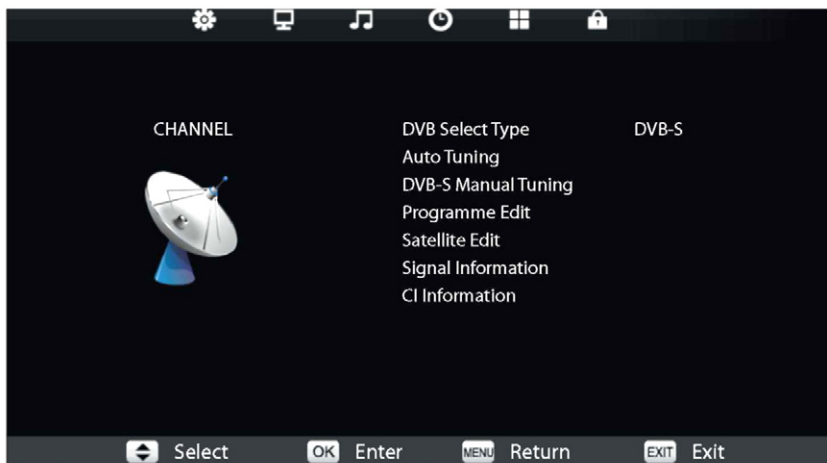 CHANNEL
DVB Select Type DVB-S
Auto Tuning
DVB-S Manual Tuning
Programme Edit
Satellite Edit
Signal Information
CI Information
Select OK Enter MENU Return EXIT Exit